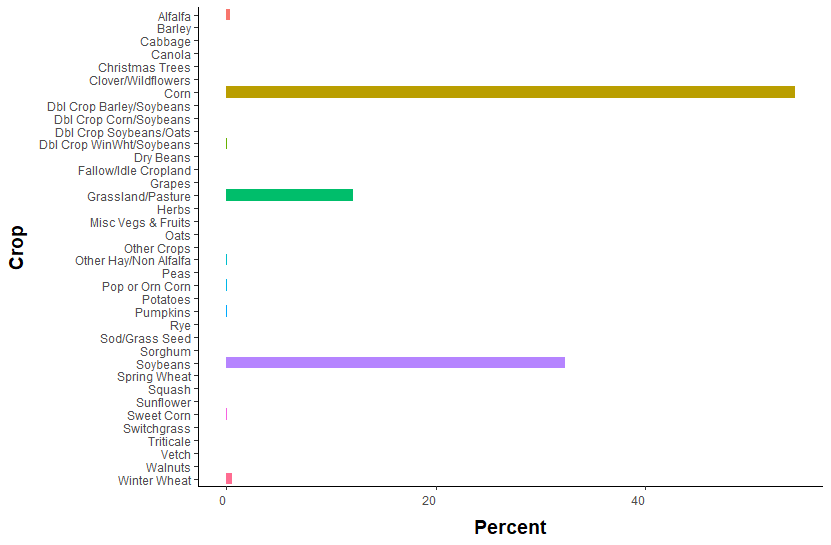 Alfalfa
Barley
Cabbage
Canola
Christmas Trees
Clover/Wildflowers
Corn
Dbl Crop Barley/Soybeans
Dbl Crop Corn/Soybeans
Dbl Crop Soybeans/Oats
Dbl Crop WinWht/Soybeans
Dry Beans
Fallow/Idle Cropland
Grapes
Grassland/Pasture
Herbs
Misc Vegs & Fruits
Oats
Other Crops
Other Hay/Non Alfalfa
Peas
Pop or Orn Corn
Potatoes
Pumpkins
Rye
Sod/Grass Seed
Sorghum
Soybeans
Spring Wheat
Squash
Sunflower
Sweet Corn
Switchgrass
Triticale
Vetch
Walnuts
Winter Wheat
Crop
0 20 40
Percent